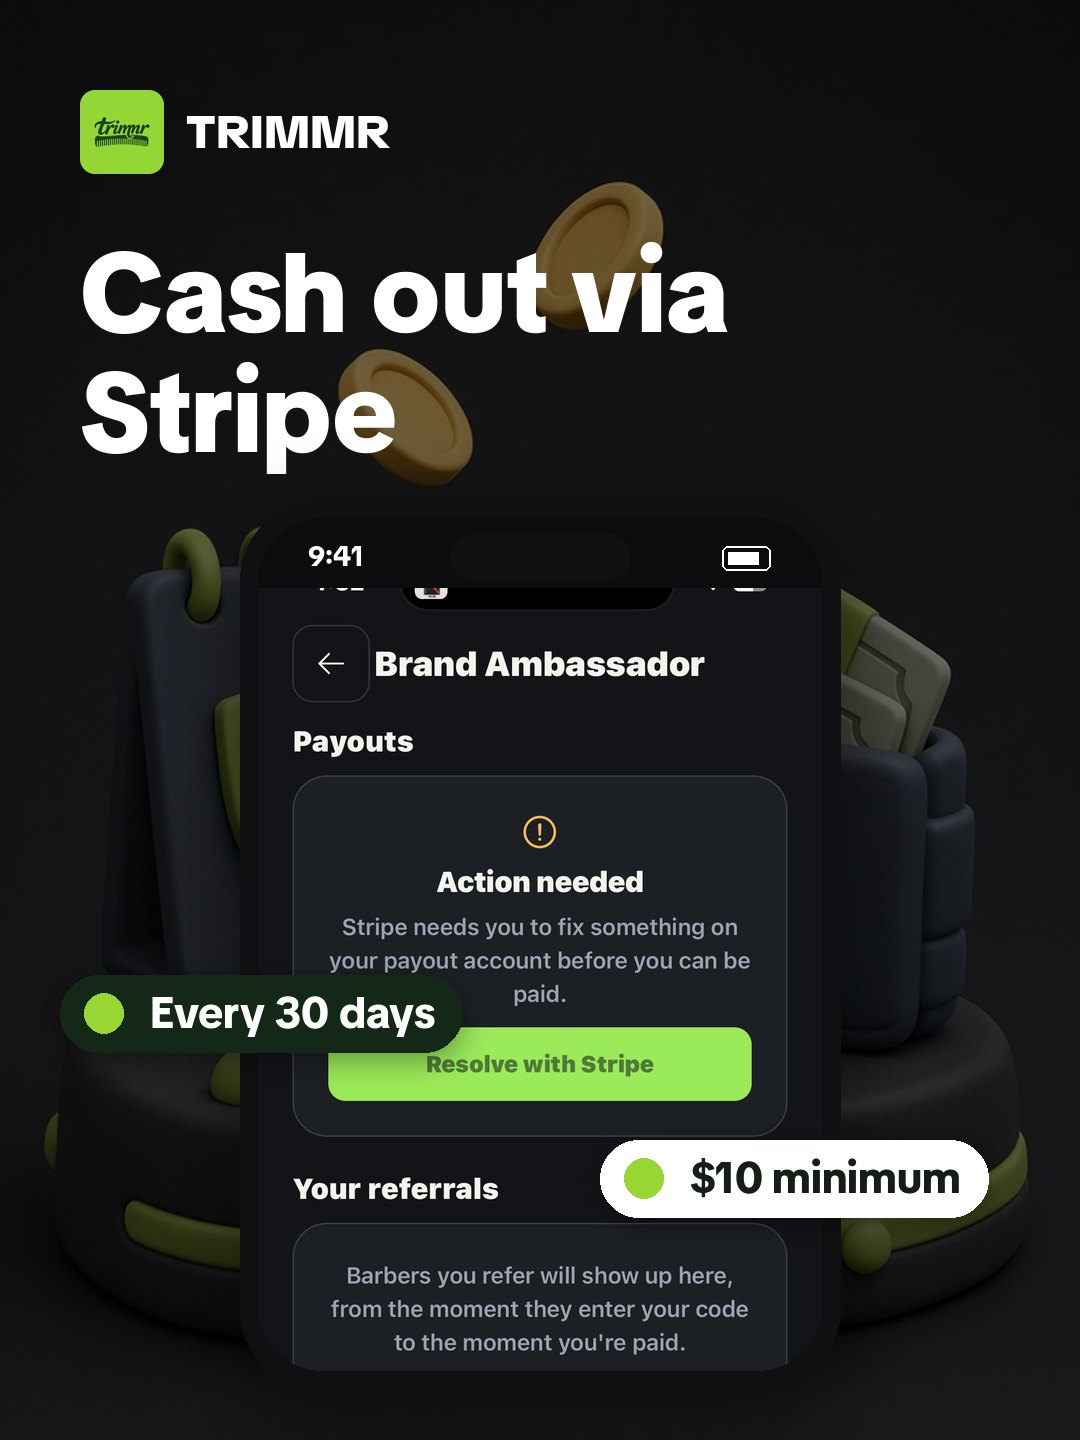 trimmr
TRIMMR
Cash out via
Stripe
9:41
Brand Ambassador
Payouts
Action needed
Stripe needs you to fix something on
your payout account before you can be
paid.
Every 30 days
Resolve with Stripe
$10 minimum
Your referrals
Barbers you refer will show up here,
from the moment they enter your code
to the moment you're paid.